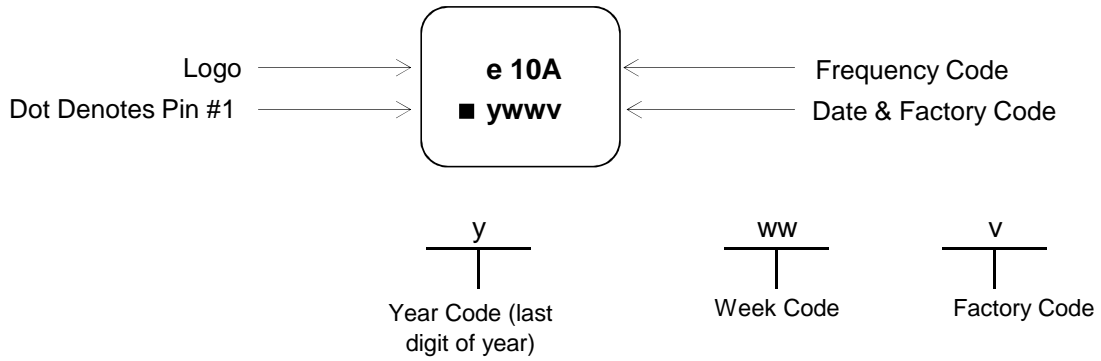 Logo
Dot Denotes Pin #1
e 10A
■ ywwv
Frequency Code
Date & Factory Code
y
Year Code (last
digit of year)
ww
Week Code
v
Factory Code